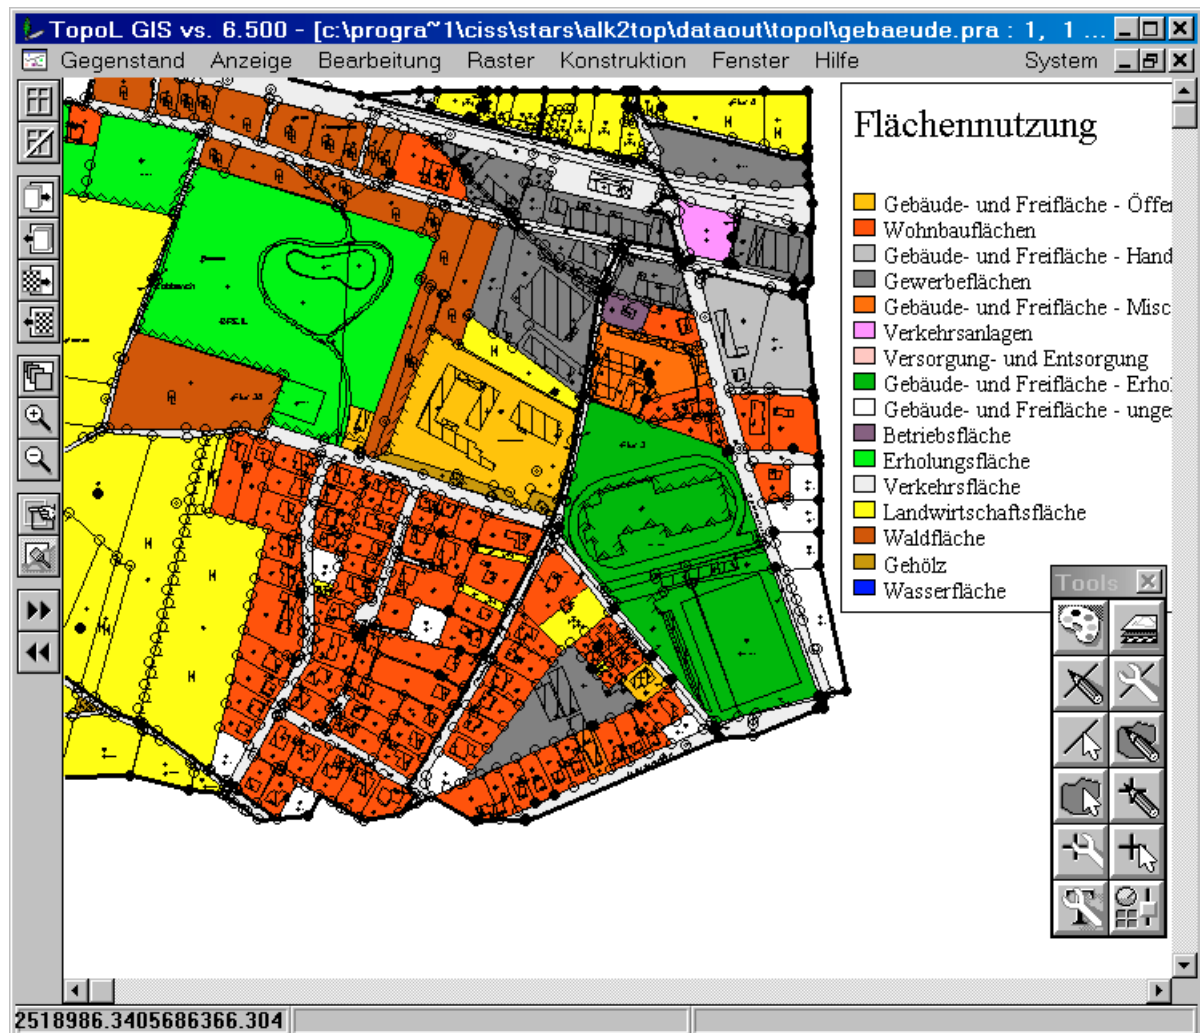 TopoL GIS vs. 6.500 - [c:\progra~1\ciss\stars\alk2top\dataout\topol\gebaeude.pra : 1, 1 ...
Gegenstand Anzeige Bearbeitung Raster Konstruktion Fenster Hilfe System
Flächennutzung
Gebäude- und Freifläche - Öffe
Wohnbauflächen
Gebäude- und Freifläche - Hand
Gewerbeflächen
Gebäude- und Freifläche - Misc
Verkehrsanlagen
Versorgung- und Entsorgung
Gebäude- und Freifläche - Erho
Gebäude- und Freifläche - unge
Betriebsfläche
Erholungsfläche
Verkehrsfläche
Landwirtschaftsfläche
Waldfläche
Gehölz
Wasserfläche
Tools
2518986.3405686366.304